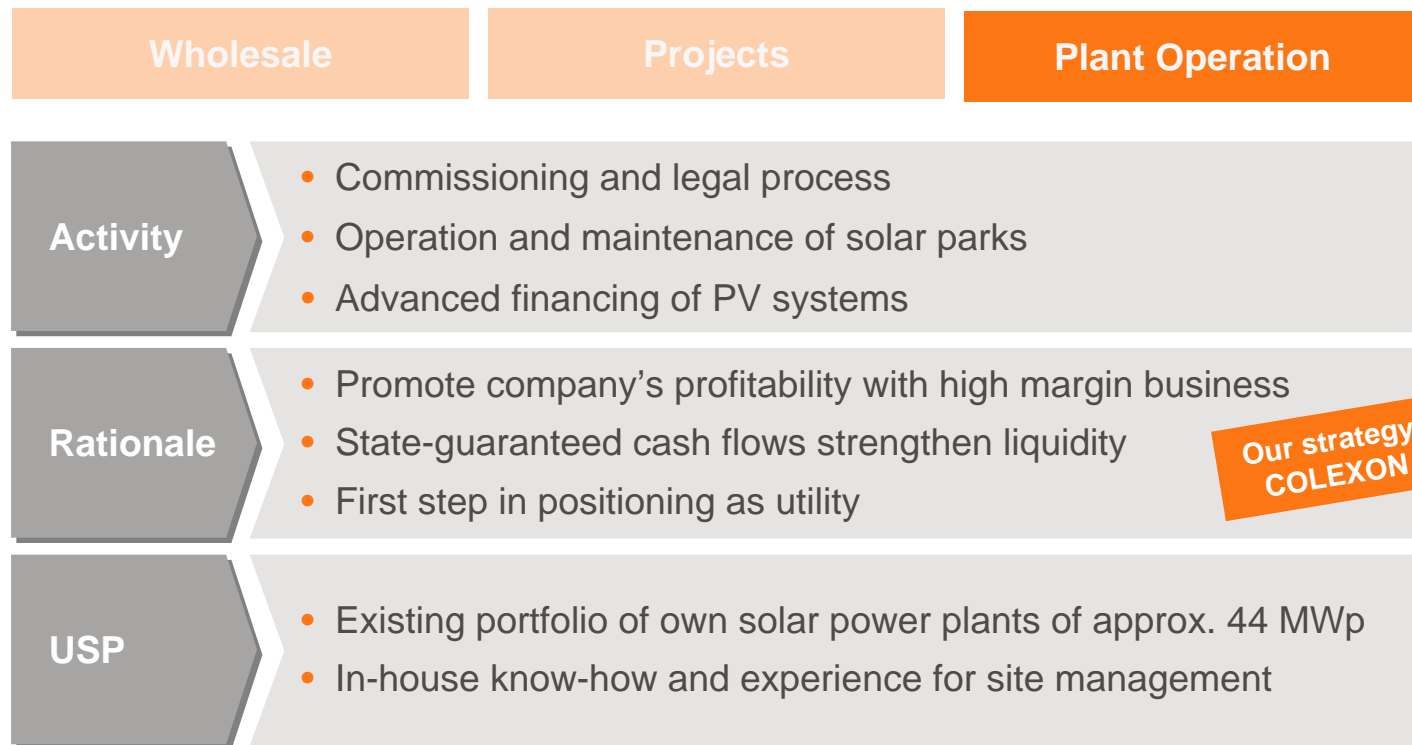 Wholesale
Projects
Plant Operation
Activity
• Commissioning and legal process
• Operation and maintenance of solar parks
• Advanced financing of PV systems
Rationale
• Promote company’s profitability with high margin business
• State-guaranteed cash flows strengthen liquidity
• First step in positioning as utility
Our strategy
COLEXON
USP
• Existing portfolio of own solar power plants of approx. 44 MWp
• In-house know-how and experience for site management